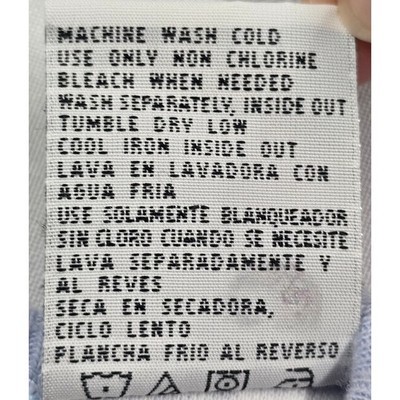 MACHINE WASH COLD
USE ONLY NON CHLORINE
BLEACH WHEN NEEDED
WASH SEPARATELY, INSIDE OUT
TUMBLE DRY LOW
COOL IRON INSIDE OUT
LAVA EN LAVADORA CON
AGUA FRIA
USE SOLAMENTE BLANQUEADOR
SIN CLORO CUANDO SE NECESITE
LAVA SEPARADAMENTE Y
AL REVES
SECA EN SECADORA,
CICLO LENTO
PLANCHA FRIO AL REVERSO